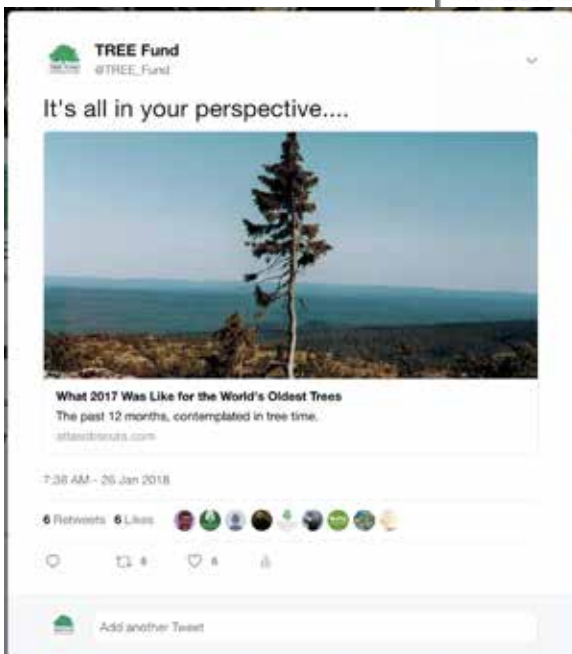 TREE Fund
@TREE_Fund
It's all in your perspective....
What 2017 Was Like for the World's Oldest Trees
The past 12 months, contemplated in tree time.
atlasobscura.com
7:38 AM - 26 Jan 2018
6 Retweets 6 Likes
6 6
Add another Tweet